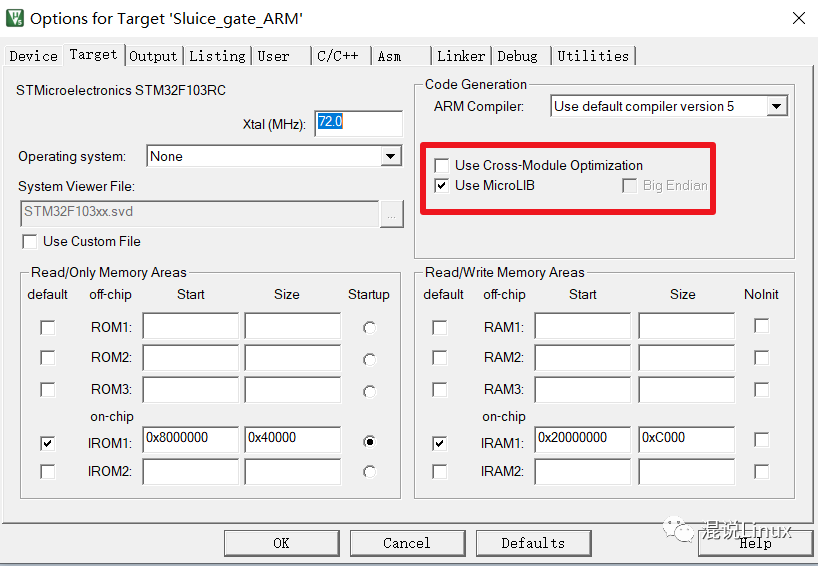 Options for Target 'Sluice_gate_ARM'
Device Target Output Listing User C/C++ Asm Linker Debug Utilities
STMicroelectronics STM32F103RC
Xtal (MHz): 72.0
Operating system: None
System Viewer File:
STM32F103xx.svd ...
Use Custom File
Code Generation
ARM Compiler: Use default compiler version 5
Use Cross-Module Optimization
Use MicroLIB Big Endian
Read/Only Memory Areas
default off-chip Start Size Startup
ROM1:
ROM2:
ROM3:
on-chip
IROM1: 0x8000000 0x40000
IROM2:
Read/Write Memory Areas
default off-chip Start Size NoInit
RAM1:
RAM2:
RAM3:
on-chip
IRAM1: 0x20000000 0xC000
IRAM2:
混说Linux
OK Cancel Defaults Help